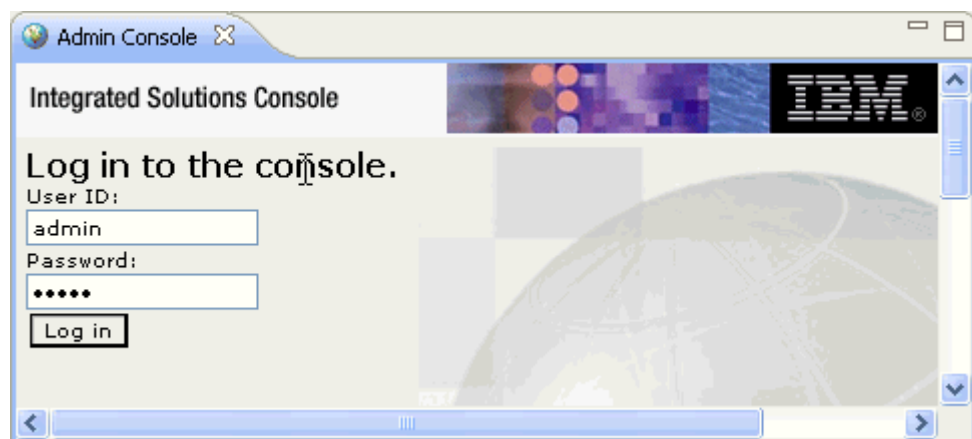 Admin Console
Integrated Solutions Console
IBM®
Log in to the console.
User ID:
admin
Password:
•••••
Log in